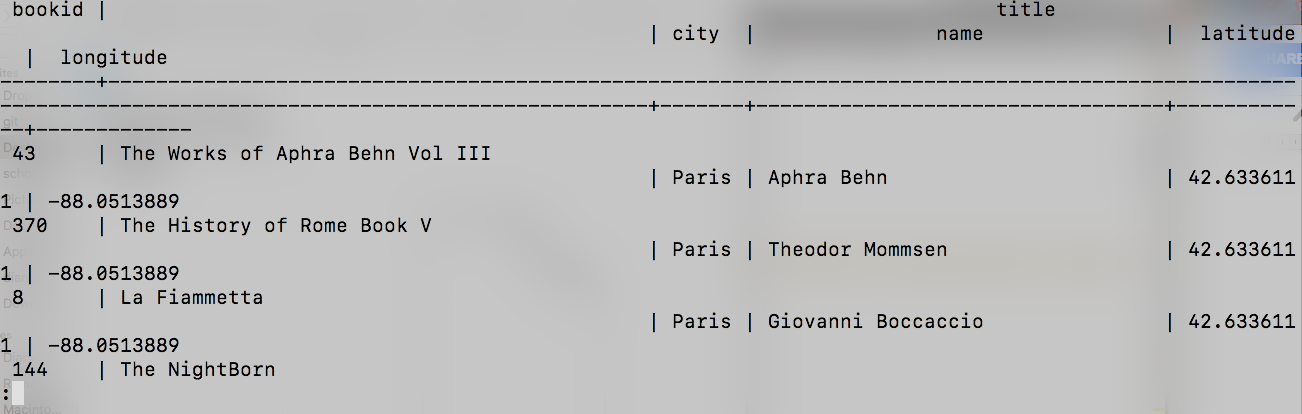 bookid | title
| city | name | latitude
| longitude
--------+----------------------------------------------------------------------------------------------------
------------------------------------------------------+-------+----------------------------------+----------
--+-------------
43 | The Works of Aphra Behn Vol III
| Paris | Aphra Behn | 42.633611
1 | -88.0513889
370 | The History of Rome Book V
| Paris | Theodor Mommsen | 42.633611
1 | -88.0513889
8 | La Fiammetta
| Paris | Giovanni Boccaccio | 42.633611
1 | -88.0513889
144 | The NightBorn
: